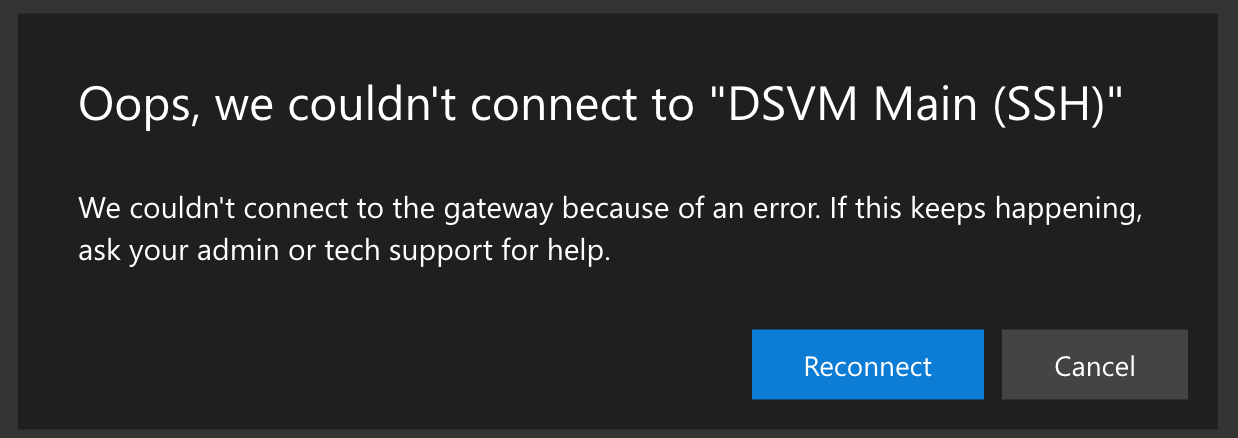 Oops, we couldn't connect to "DSVM Main (SSH)"
We couldn't connect to the gateway because of an error. If this keeps happening,
ask your admin or tech support for help.
Reconnect
Cancel